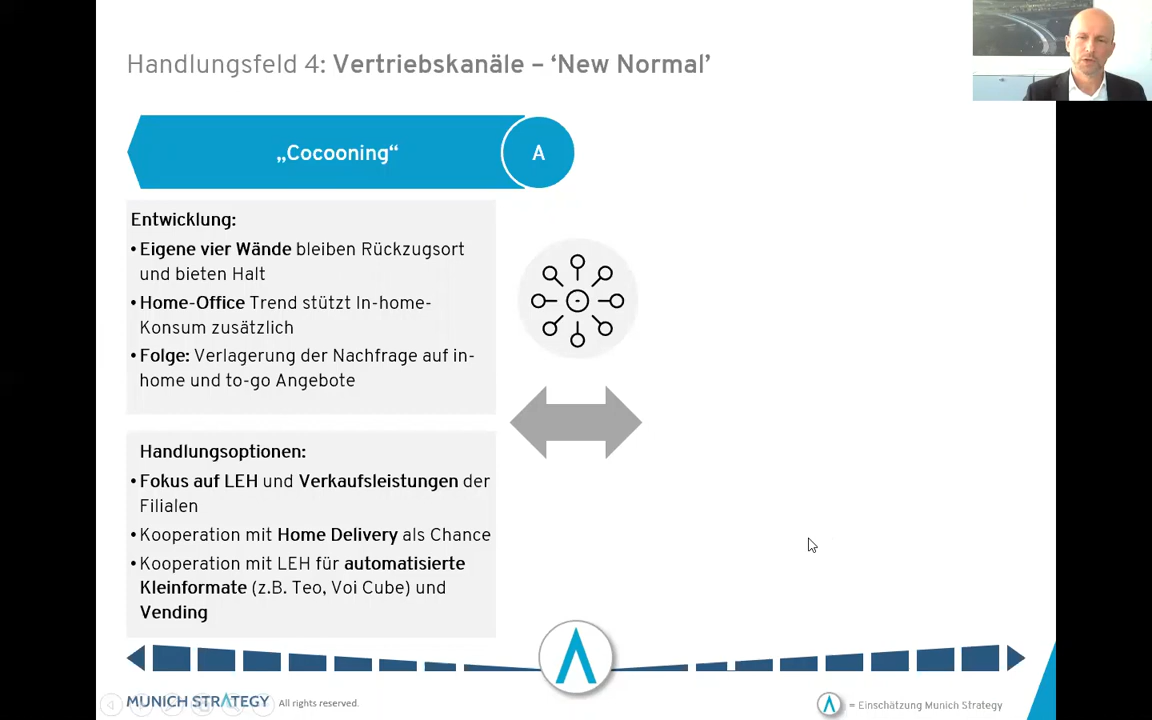 Handlungsfeld 4: Vertriebskanäle – ‘New Normal’
„Cocooning“
A
Entwicklung:
• Eigene vier Wände bleiben Rückzugsort
und bieten Halt
• Home-Office Trend stützt In-home-
Konsum zusätzlich
• Folge: Verlagerung der Nachfrage auf in-
home und to-go Angebote
Handlungsoptionen:
• Fokus auf LEH und Verkaufsleistungen der
Filialen
• Kooperation mit Home Delivery als Chance
• Kooperation mit LEH für automatisierte
Kleinformate (z.B. Teo, Voi Cube) und
Vending
MUNICH STRATEGY All rights reserved.
= Einschätzung Munich Strategy